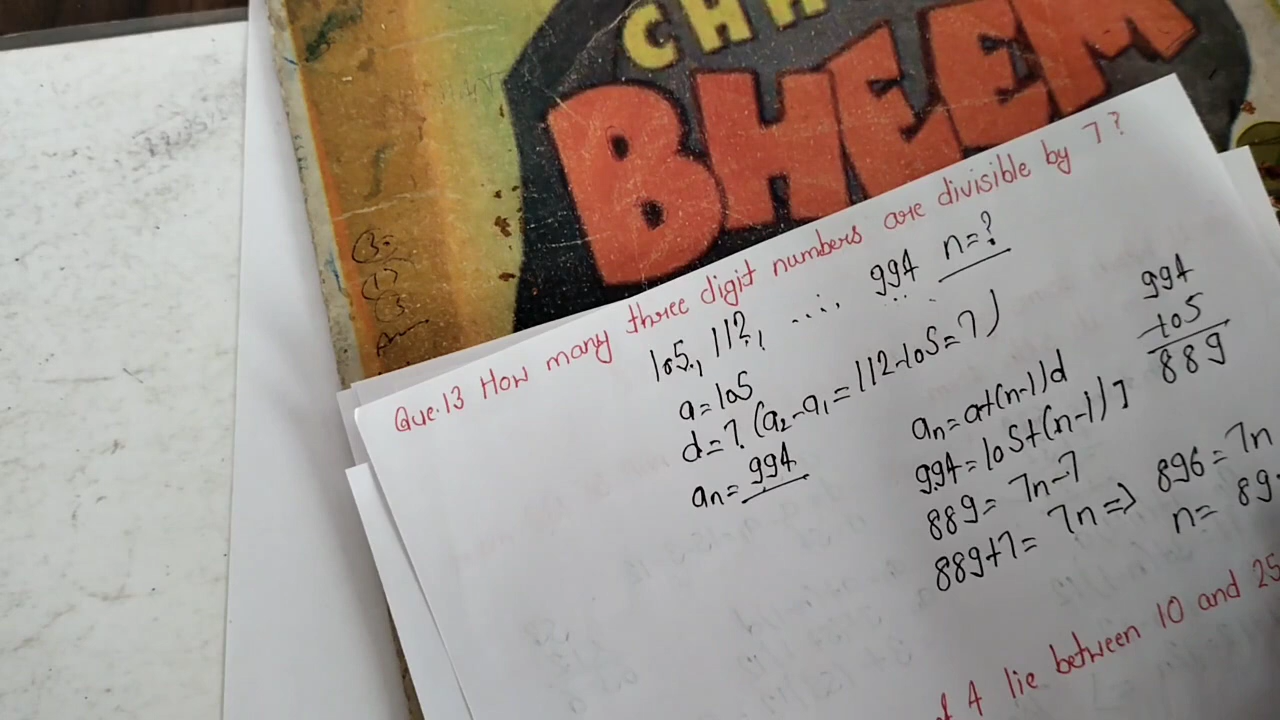 BHEEM
Que.13 How many three digit numbers are divisible by 7?
105, 112, ..... 994 n=?
a=105
d=7 (a2-a1=112-105=7)
an=994
an=a+(n-1)d
994=105+(n-1)7
889=7n-7
889+7=7n=> 896=7n
n= 89
994
-105
889
4 lie between 10 and 25